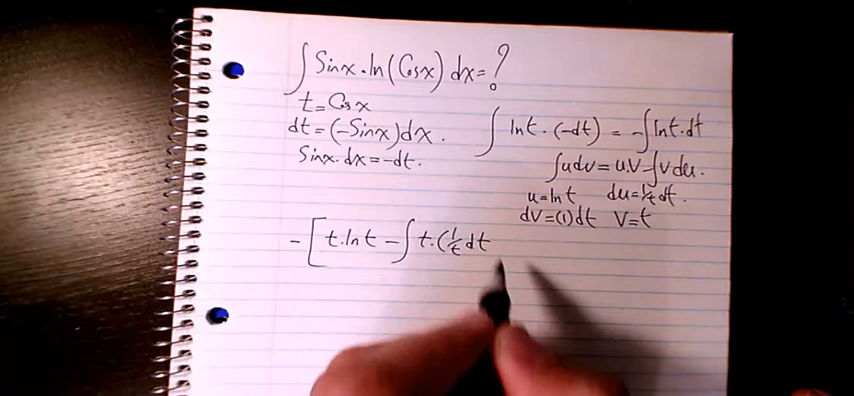 ∫ Sinx · ln(Cosx) dx = ?
t = Cosx
dt = (-Sinx)dx.
Sinx. dx = -dt.
∫ lnt · (-dt) = -∫ lnt. dt
∫udv = u.v - ∫vdu.
u = lnt du = 1/t dt.
dv = (1)dt V = t
- [ t.lnt - ∫ t. (1/t dt